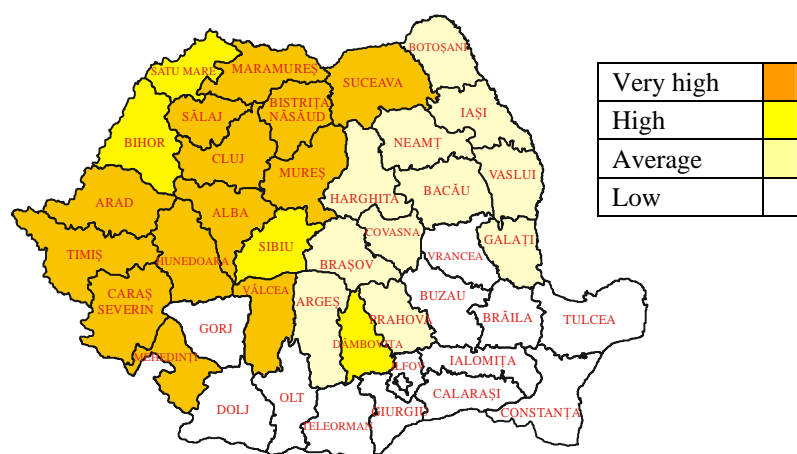 BOTOȘANI
SATU MARE
MARAMUREȘ
SUCEAVA
SĂLAJ
BISTRIȚA
NĂSĂUD
IAȘI
BIHOR
CLUJ
NEAMȚ
MUREȘ
VASLUI
HARGHITA
BACĂU
ARAD
ALBA
COVASNA
TIMIȘ
HUNEDOARA
SIBIU
BRAȘOV
VRANCEA
GALAȚI
CARAȘ
SEVERIN
VÂLCEA
ARGEȘ
BUZAU
GORJ
PRAHOVA
BRĂILA
TULCEA
MEHEDINȚI
DÂMBOVIȚA
ILFOV
IALOMIȚA
DOLJ
OLT
TELEORMAN
GIURGIU
CALARAȘI
CONSTANȚA
Very high
High
Average
Low